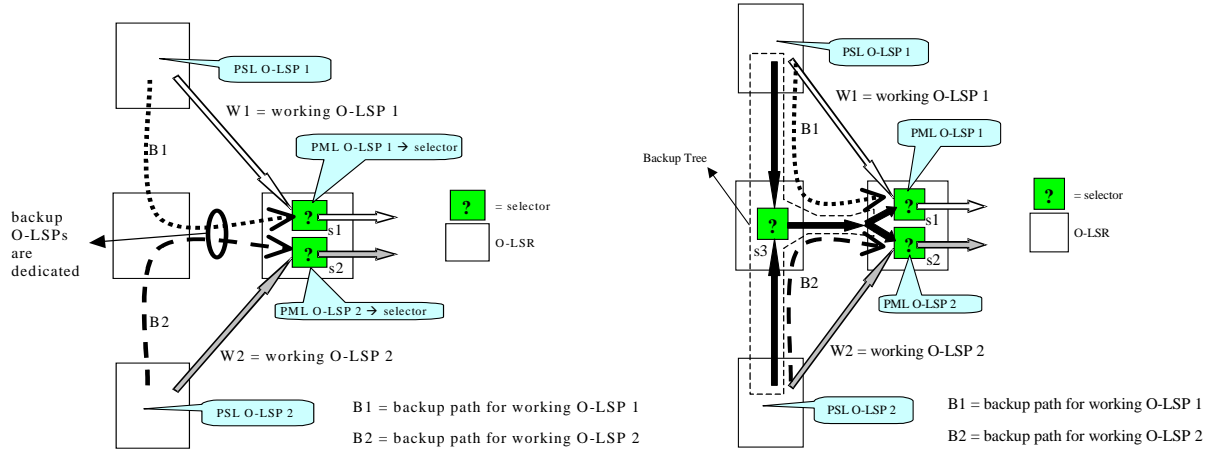 PSL O-LSP 1
W1 = working O-LSP 1
B1
PML O-LSP 1 → selector
?
s1
?
s2
backup
O-LSPs
are
dedicated
PML O-LSP 2 → selector
B2
W2 = working O-LSP 2
PSL O-LSP 2
?
= selector
O-LSR
B1 = backup path for working O-LSP 1
B2 = backup path for working O-LSP 2
PSL O-LSP 1
W1 = working O-LSP 1
B1
PML O-LSP 1
Backup Tree
?
s1
?
s3
?
s2
B2
PML O-LSP 2
W2 = working O-LSP 2
PSL O-LSP 2
?
= selector
O-LSR
B1 = backup path for working O-LSP 1
B2 = backup path for working O-LSP 2